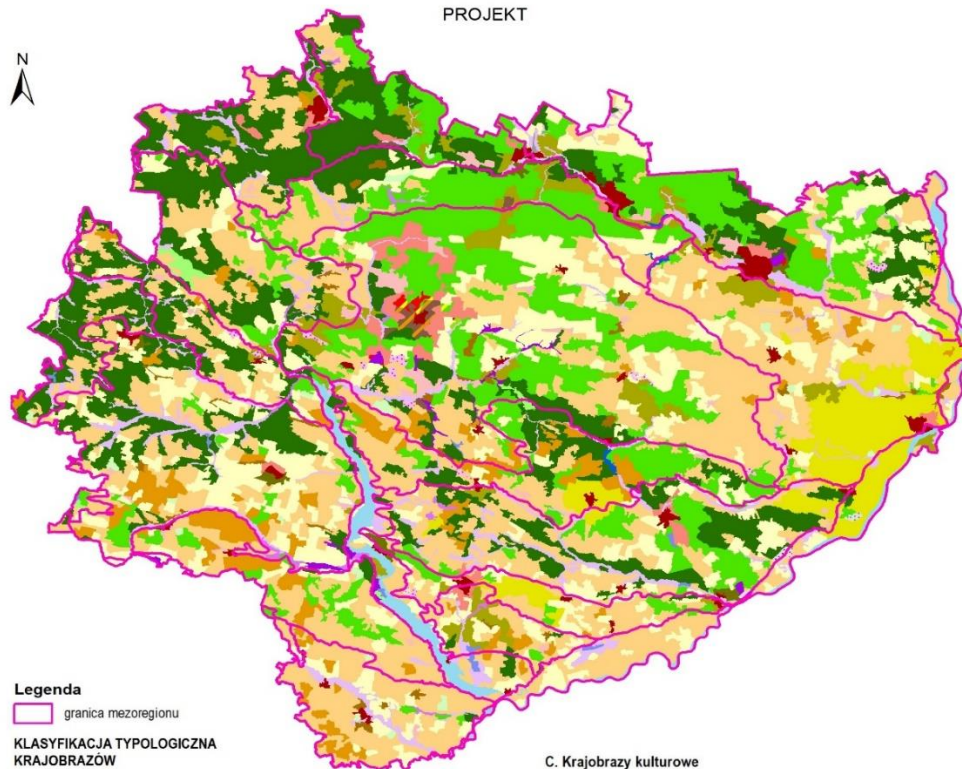 PROJEKT
N
Legenda
granica mezoregionu
KLASYFIKACJA TYPOLOGICZNA
KRAJOBRAZÓW
C. Krajobrazy kulturowe